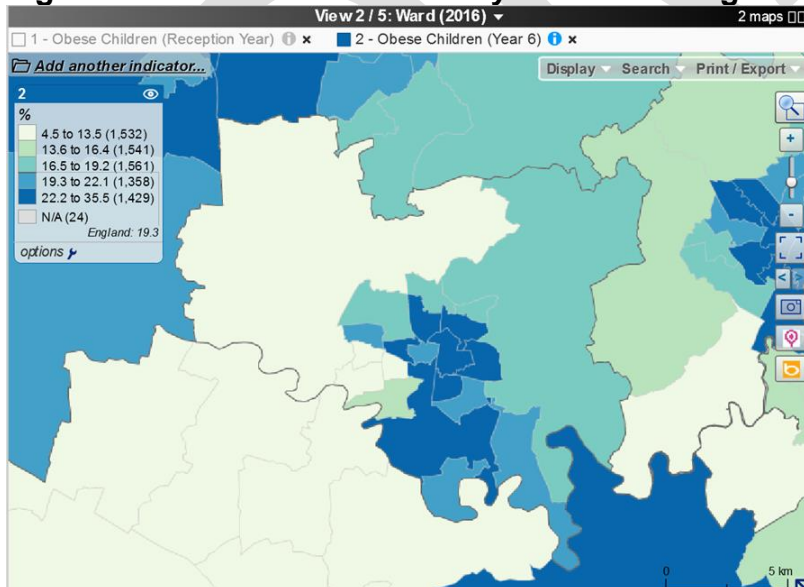 View 2 / 5: Ward (2016)
2 maps
1 - Obese Children (Reception Year) i x
2 - Obese Children (Year 6) i x
Add another indicator...
Display Search Print / Export
2
%
4.5 to 13.5 (1,532)
13.6 to 16.4 (1,541)
16.5 to 19.2 (1,561)
19.3 to 22.1 (1,358)
22.2 to 35.5 (1,429)
N/A (24)
England: 19.3
options
+
-
< >
b
0 5 km